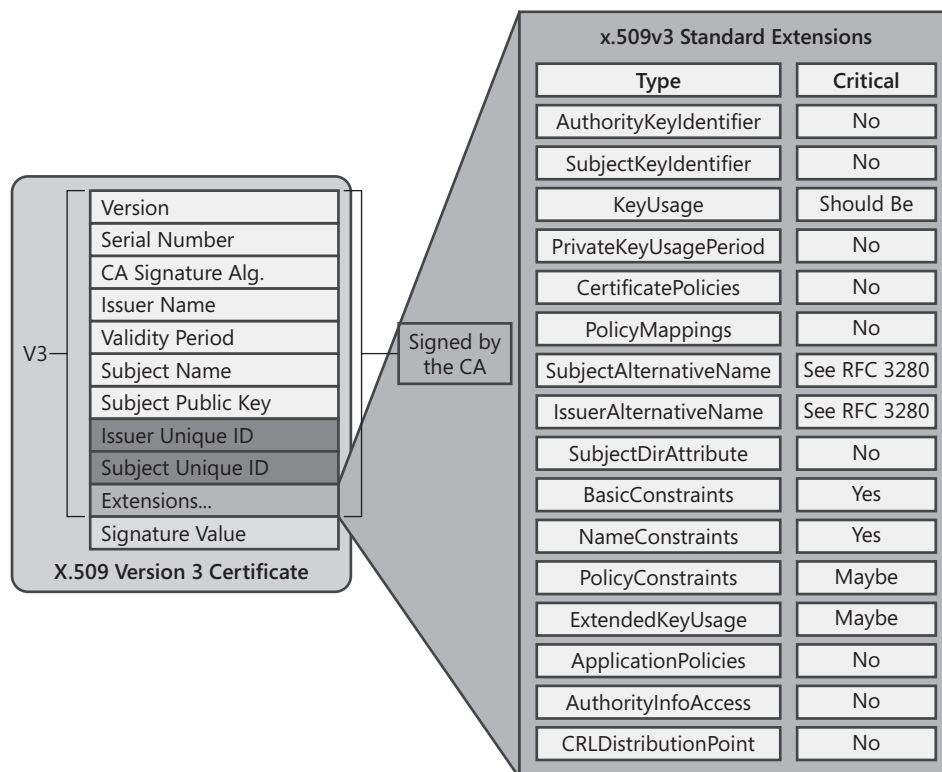 V3
Version
Serial Number
CA Signature Alg.
Issuer Name
Validity Period
Subject Name
Subject Public Key
Issuer Unique ID
Subject Unique ID
Extensions...
Signature Value
X.509 Version 3 Certificate
Signed by
the CA
x.509v3 Standard Extensions
Type Critical
AuthorityKeyIdentifier No
SubjectKeyIdentifier No
KeyUsage Should Be
PrivateKeyUsagePeriod No
CertificatePolicies No
PolicyMappings No
SubjectAlternativeName See RFC 3280
IssuerAlternativeName See RFC 3280
SubjectDirAttribute No
BasicConstraints Yes
NameConstraints Yes
PolicyConstraints Maybe
ExtendedKeyUsage Maybe
ApplicationPolicies No
AuthorityInfoAccess No
CRLDistributionPoint No